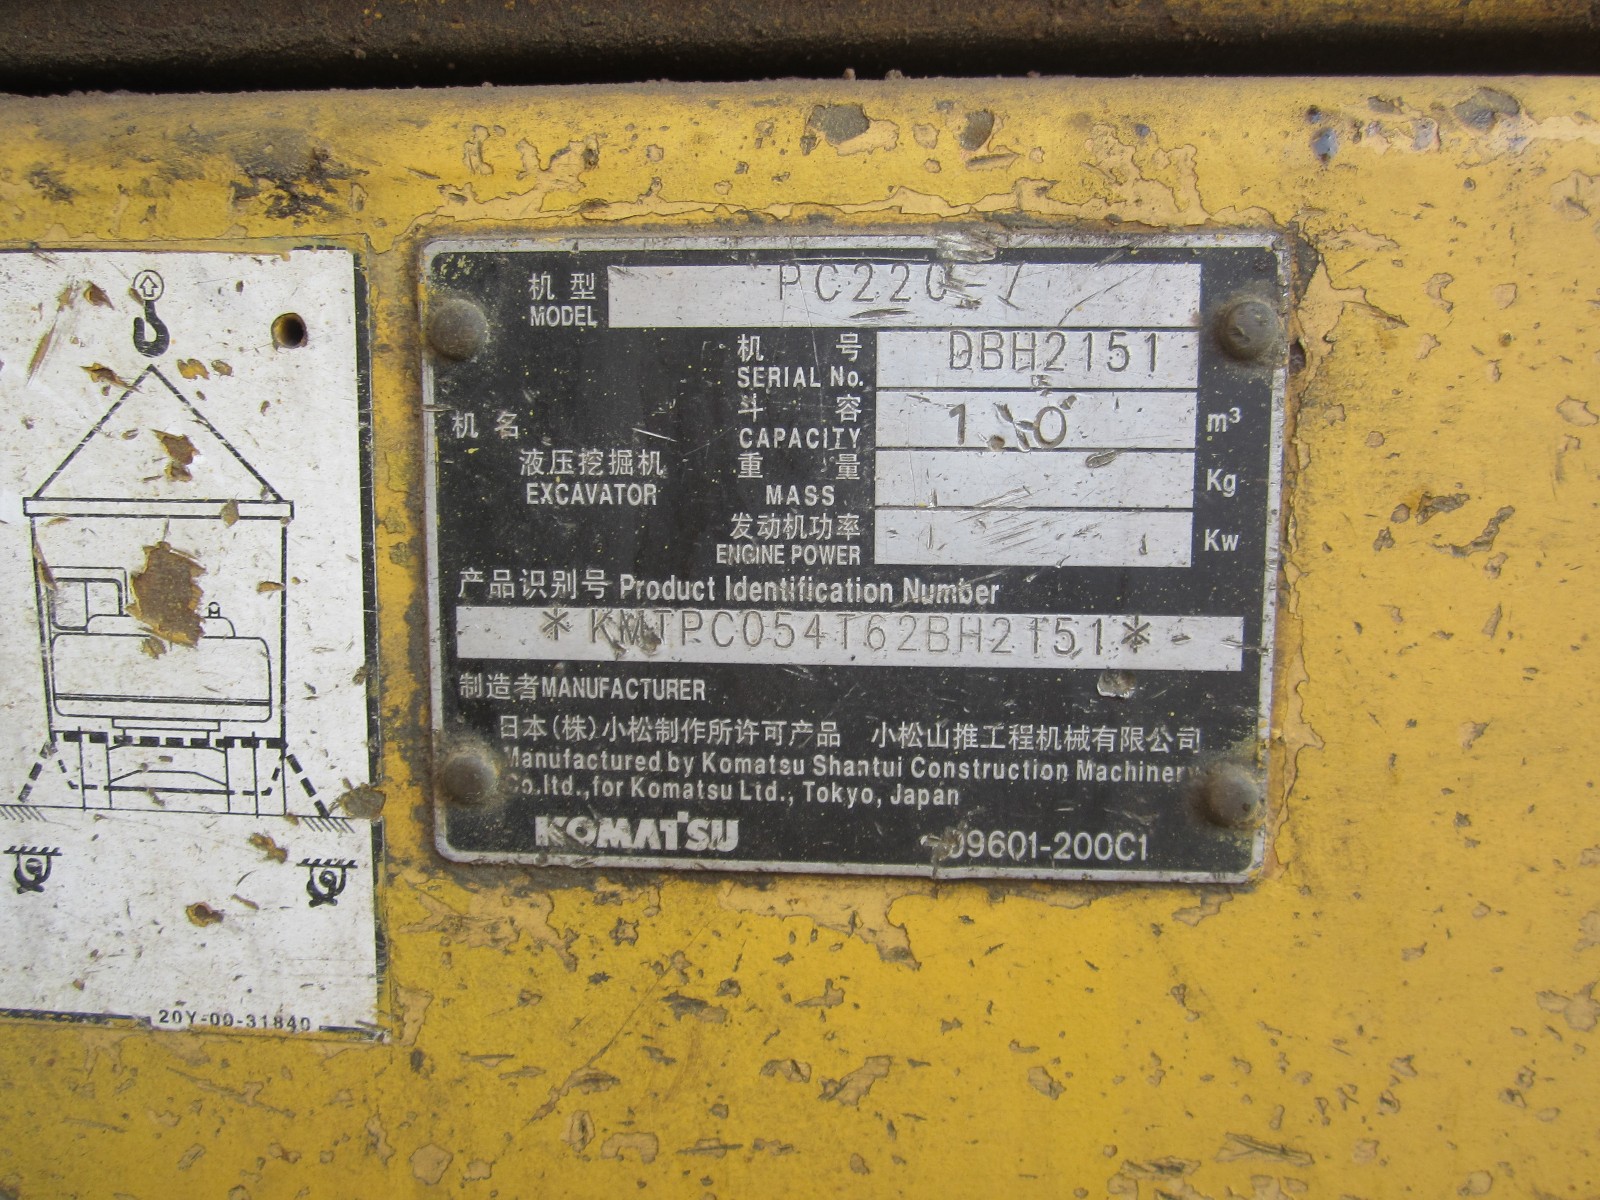 机型 PC220-7
MODEL
机号 DBH2151
SERIAL No.
机名
斗容 1.0 m³
CAPACITY
液压挖掘机
EXCAVATOR
重量 Kg
MASS
发动机功率 Kw
ENGINE POWER
产品识别号 Product Identification Number
*KMTPC054T62BH2151*
制造者MANUFACTURER
日本(株)小松制作所许可产品 小松山推工程机械有限公司
Manufactured by Komatsu Shantui Construction Machinery
Co.ltd.,for Komatsu Ltd., Tokyo, Japan
KOMATSU 09601-200C1
20Y-00-31840